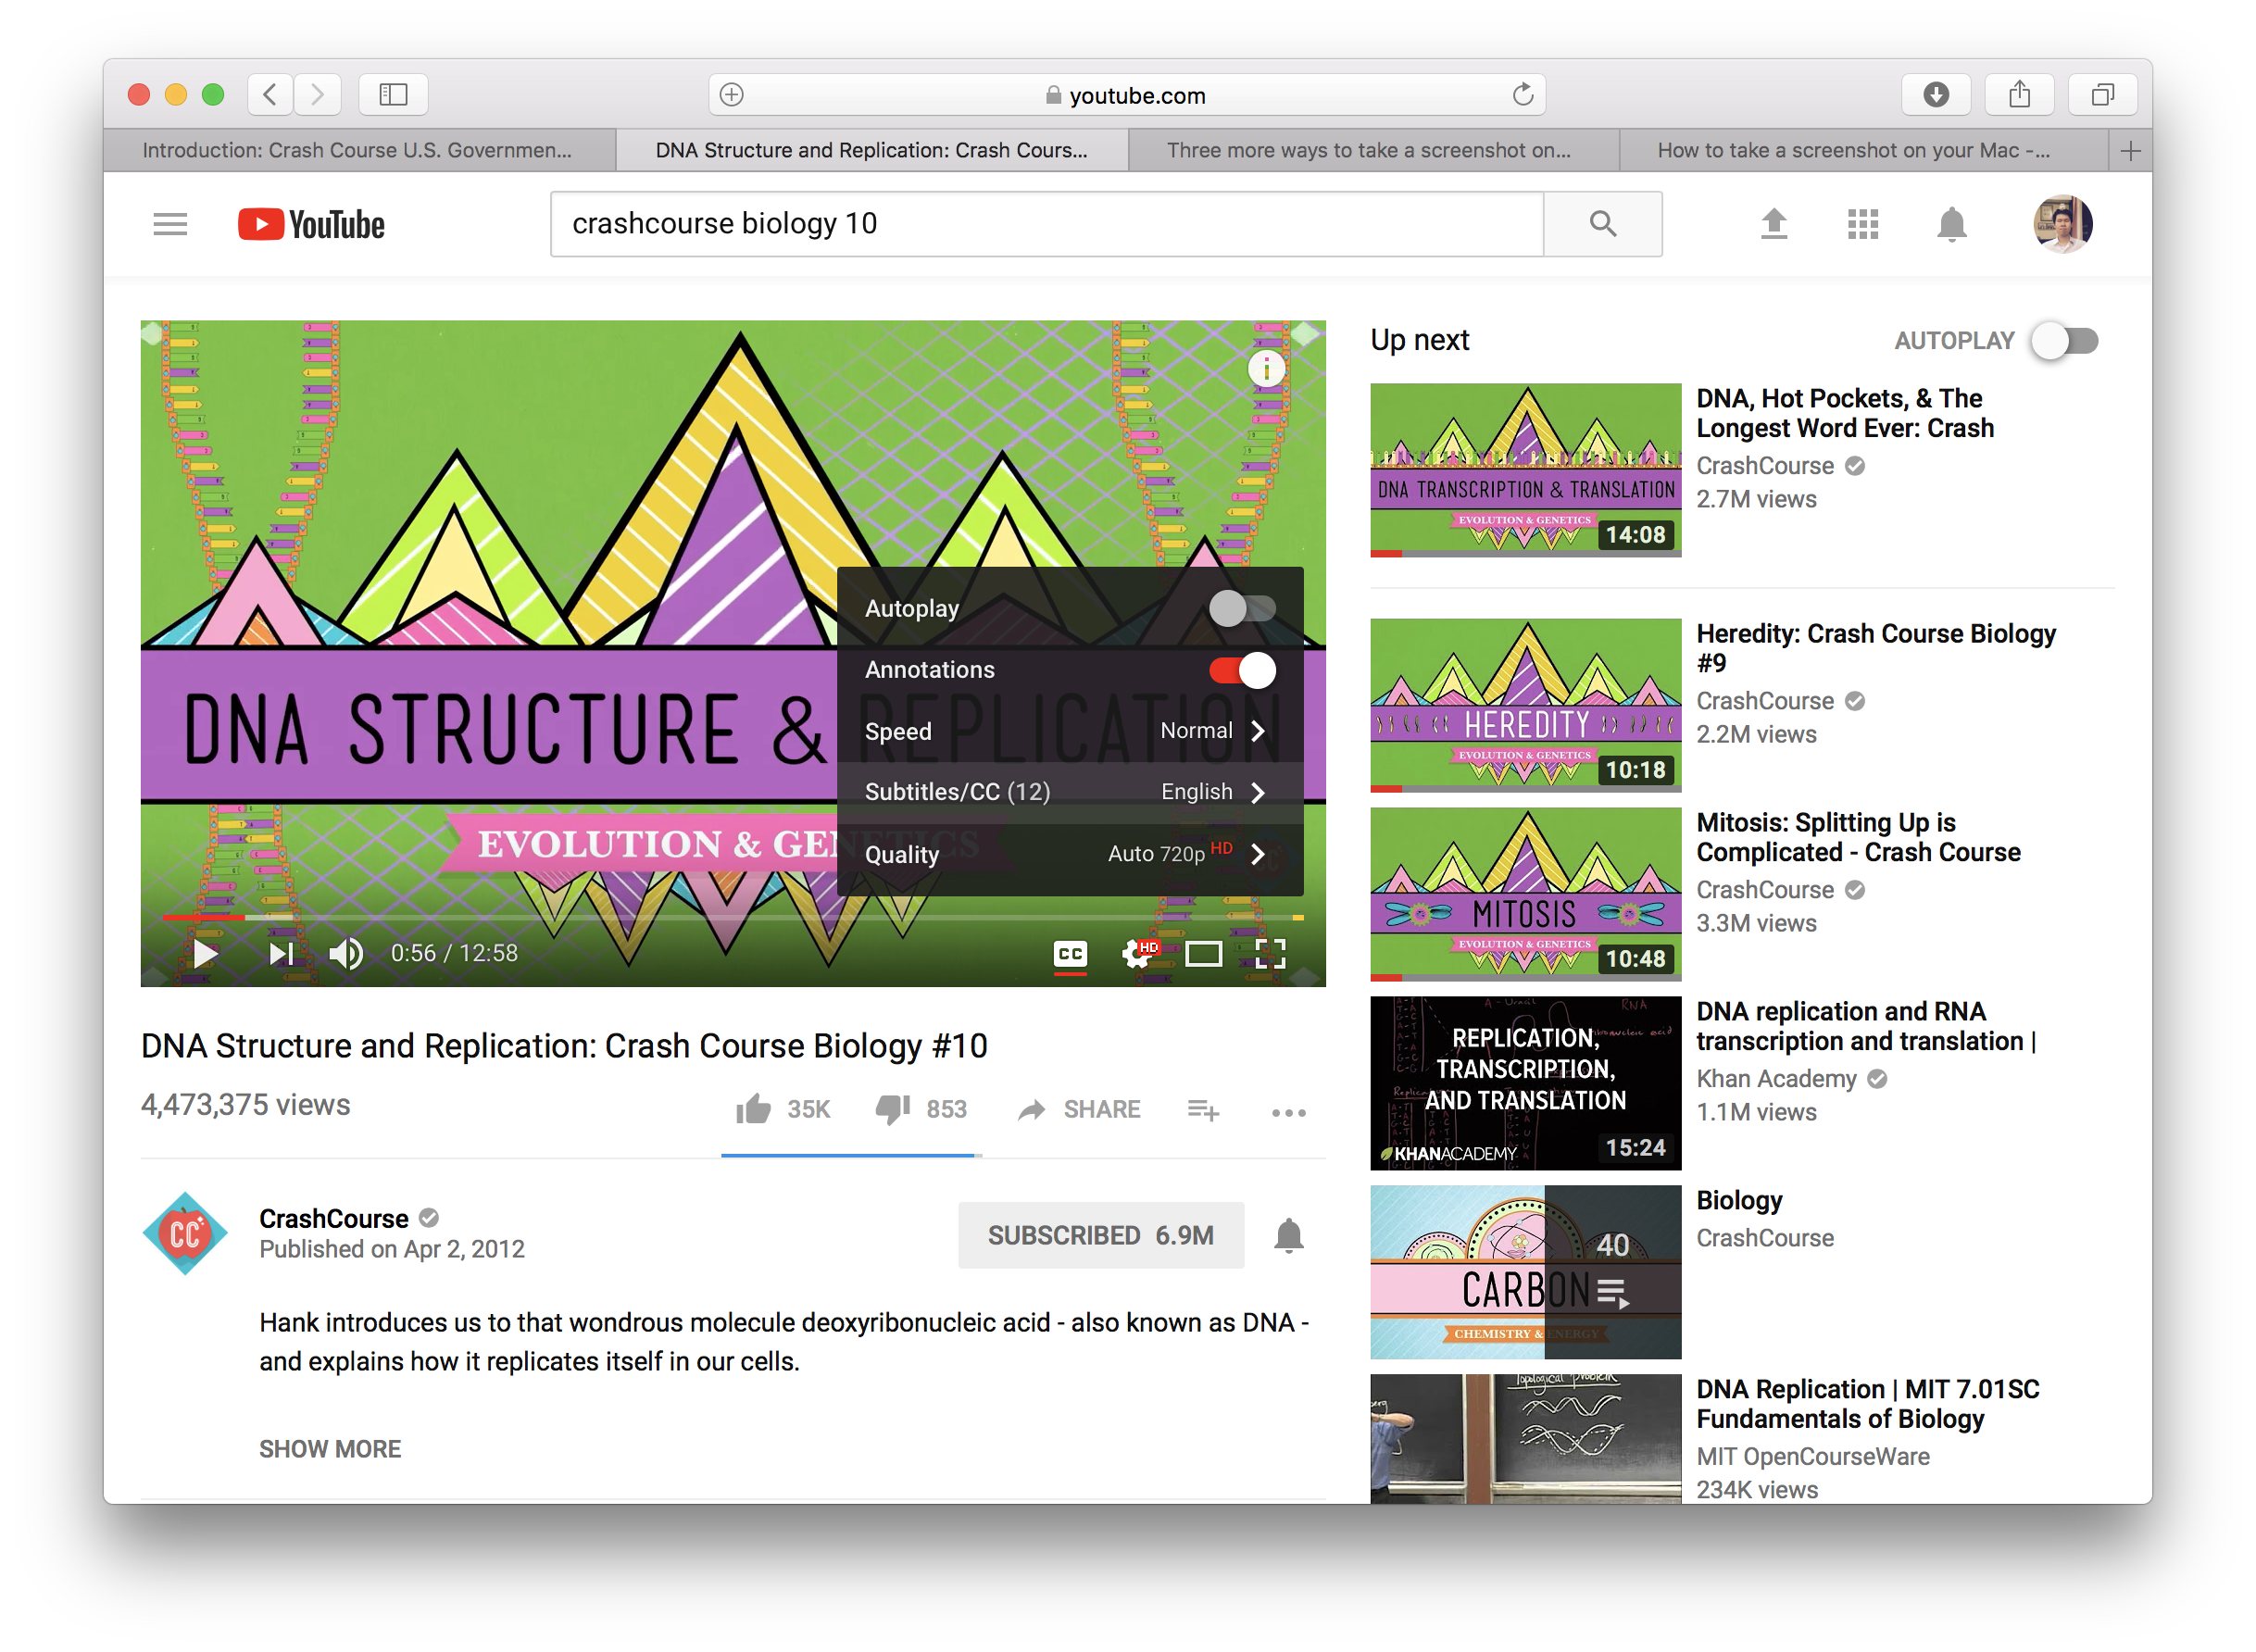 youtube.com
Introduction: Crash Course U.S. Governmen...
DNA Structure and Replication: Crash Cours...
Three more ways to take a screenshot on...
How to take a screenshot on your Mac -...
YouTube
crashcourse biology 10
DNA STRUCTURE & REPLICATION
EVOLUTION & GENETICS
Autoplay
Annotations
Speed Normal
Subtitles/CC (12) English
Quality Auto 720p HD
0:56 / 12:58
CC
HD
DNA Structure and Replication: Crash Course Biology #10
4,473,375 views
35K
853
SHARE
CC
CrashCourse
Published on Apr 2, 2012
SUBSCRIBED 6.9M
Hank introduces us to that wondrous molecule deoxyribonucleic acid - also known as DNA -
and explains how it replicates itself in our cells.
SHOW MORE
Up next
AUTOPLAY
DNA TRANSCRIPTION & TRANSLATION
EVOLUTION & GENETICS
14:08
DNA, Hot Pockets, & The
Longest Word Ever: Crash
CrashCourse
2.7M views
HEREDITY
EVOLUTION & GENETICS
10:18
Heredity: Crash Course Biology
#9
CrashCourse
2.2M views
MITOSIS
EVOLUTION & GENETICS
10:48
Mitosis: Splitting Up is
Complicated - Crash Course
CrashCourse
3.3M views
A - Uracil
RNA
REPLICATION,
TRANSCRIPTION,
AND TRANSLATION
KHANACADEMY
15:24
DNA replication and RNA
transcription and translation |
Khan Academy
1.1M views
CARBON
CHEMISTRY & ENERGY
40
Biology
CrashCourse
Topological problem
DNA Replication | MIT 7.01SC
Fundamentals of Biology
MIT OpenCourseWare
234K views